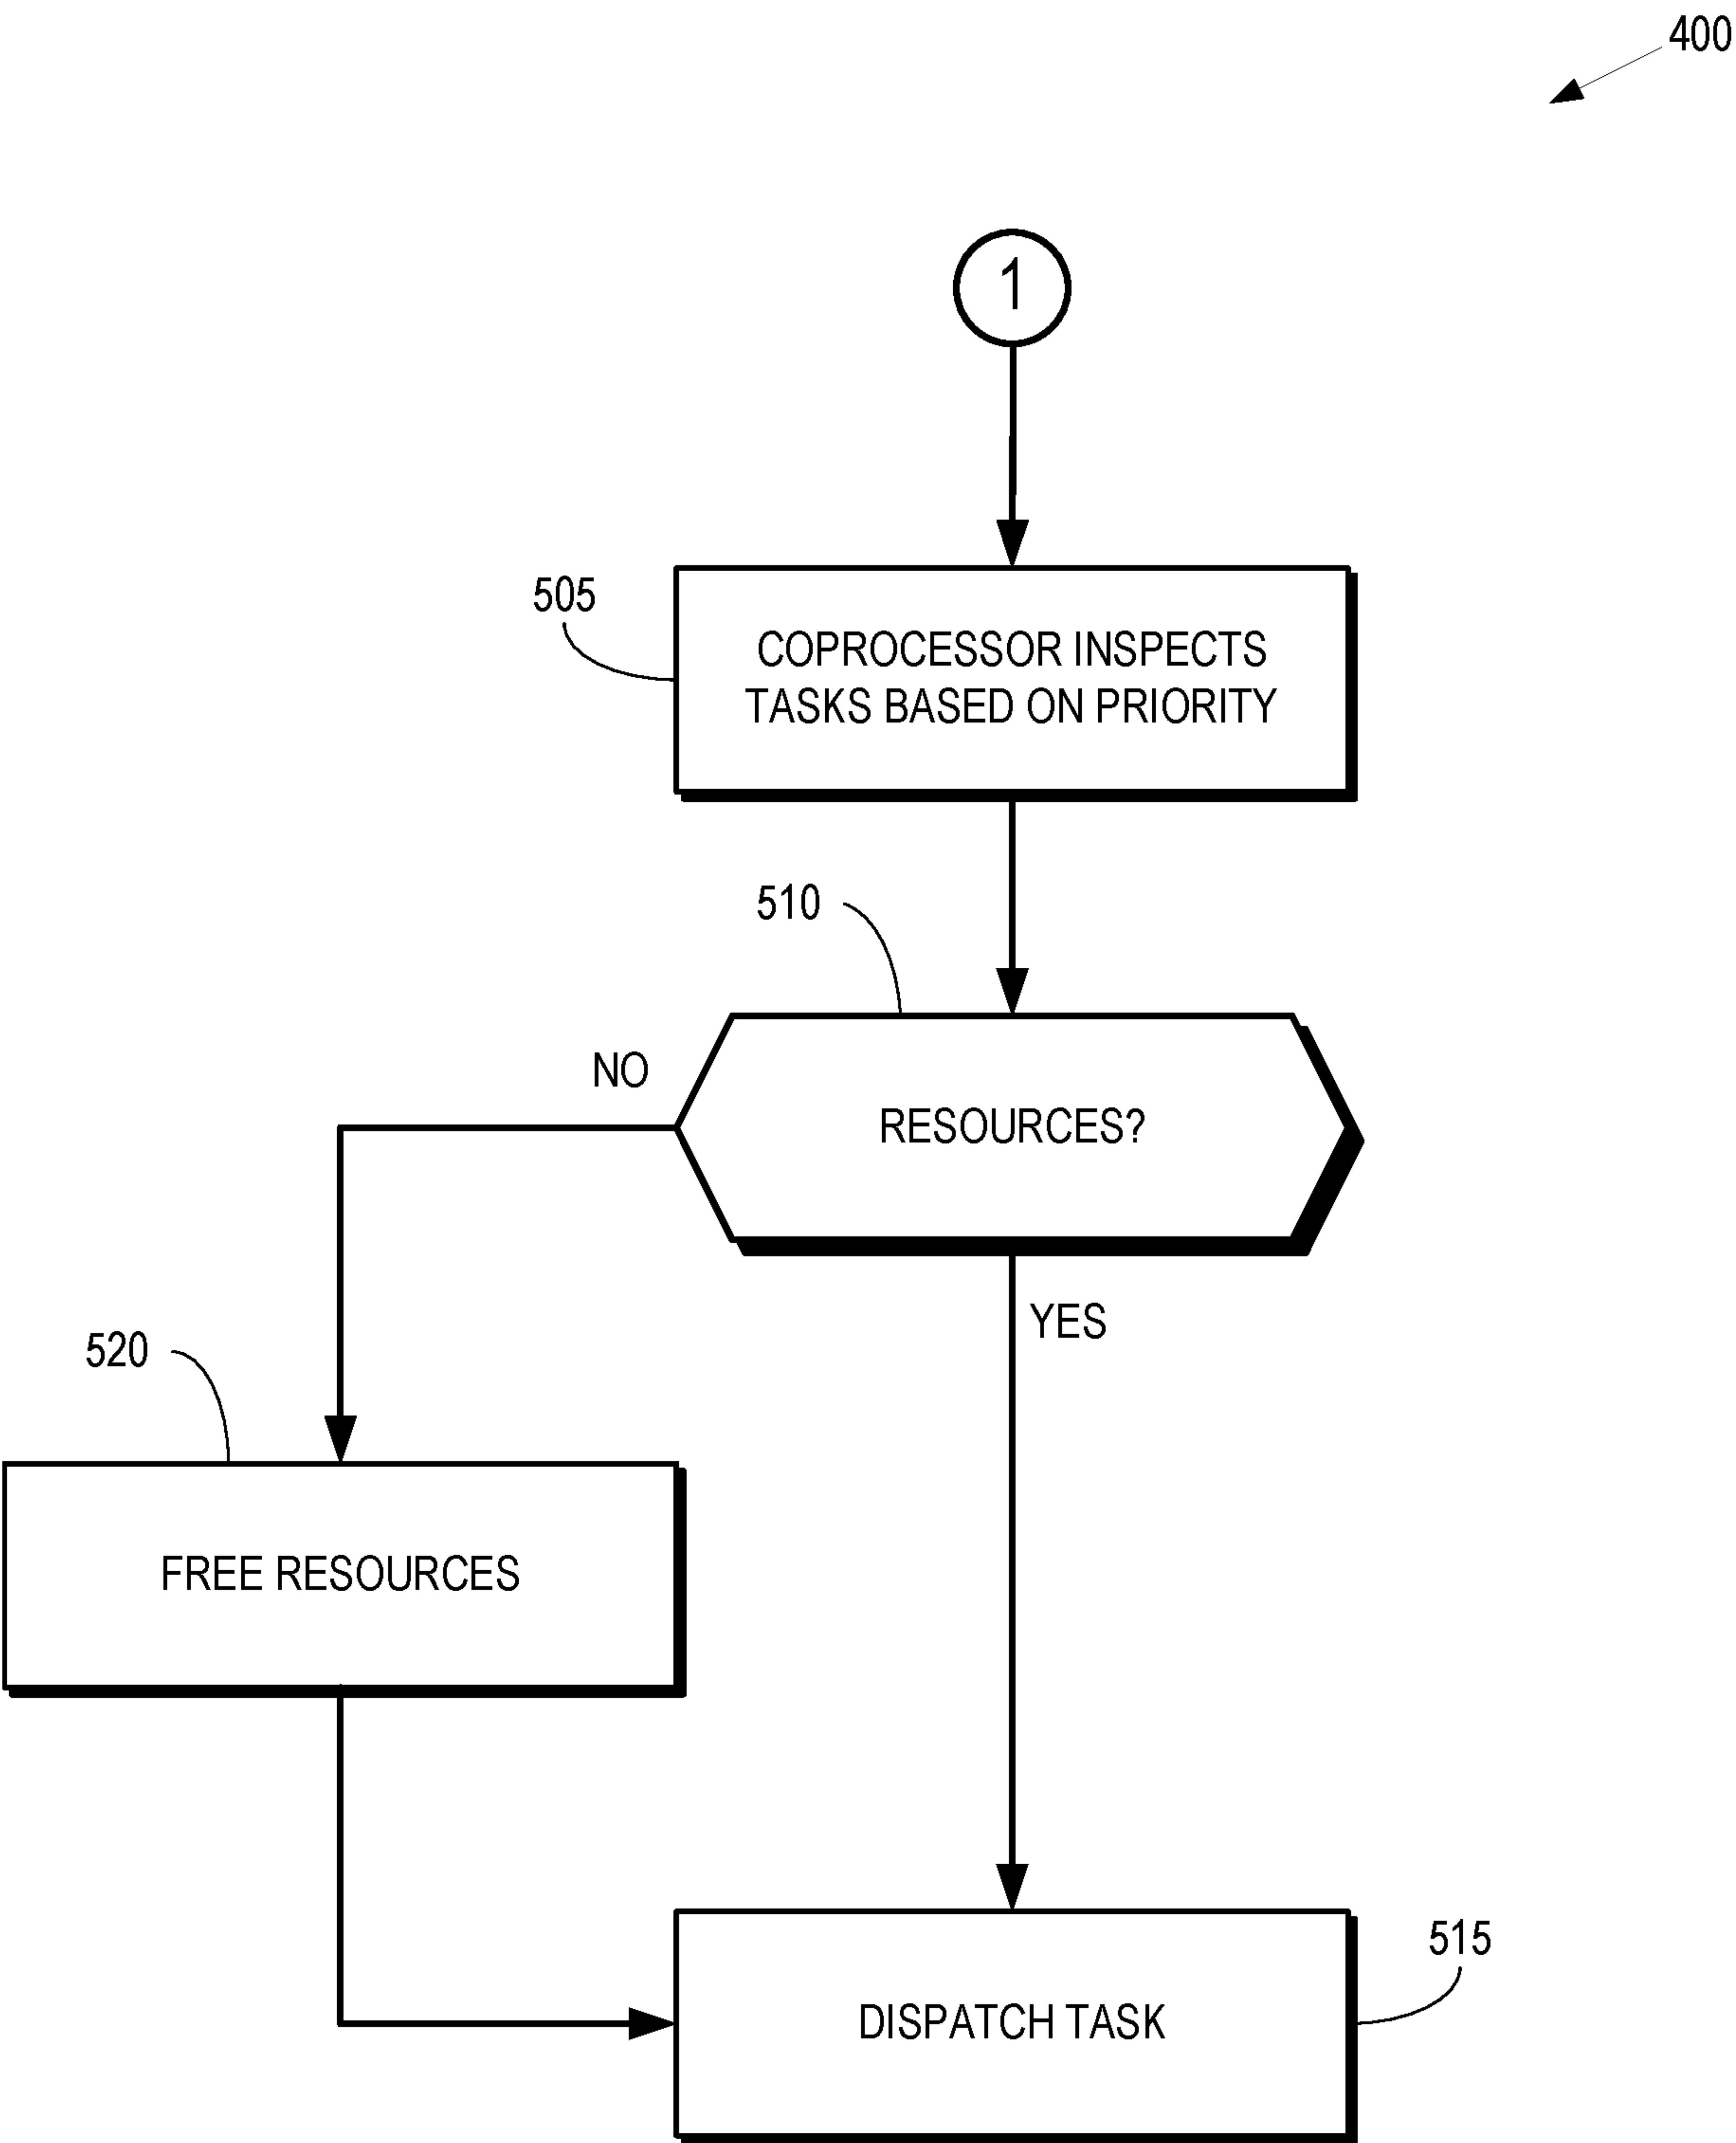 400
1
505
COPROCESSOR INSPECTS
TASKS BASED ON PRIORITY
510
NO
RESOURCES?
YES
520
FREE RESOURCES
515
DISPATCH TASK